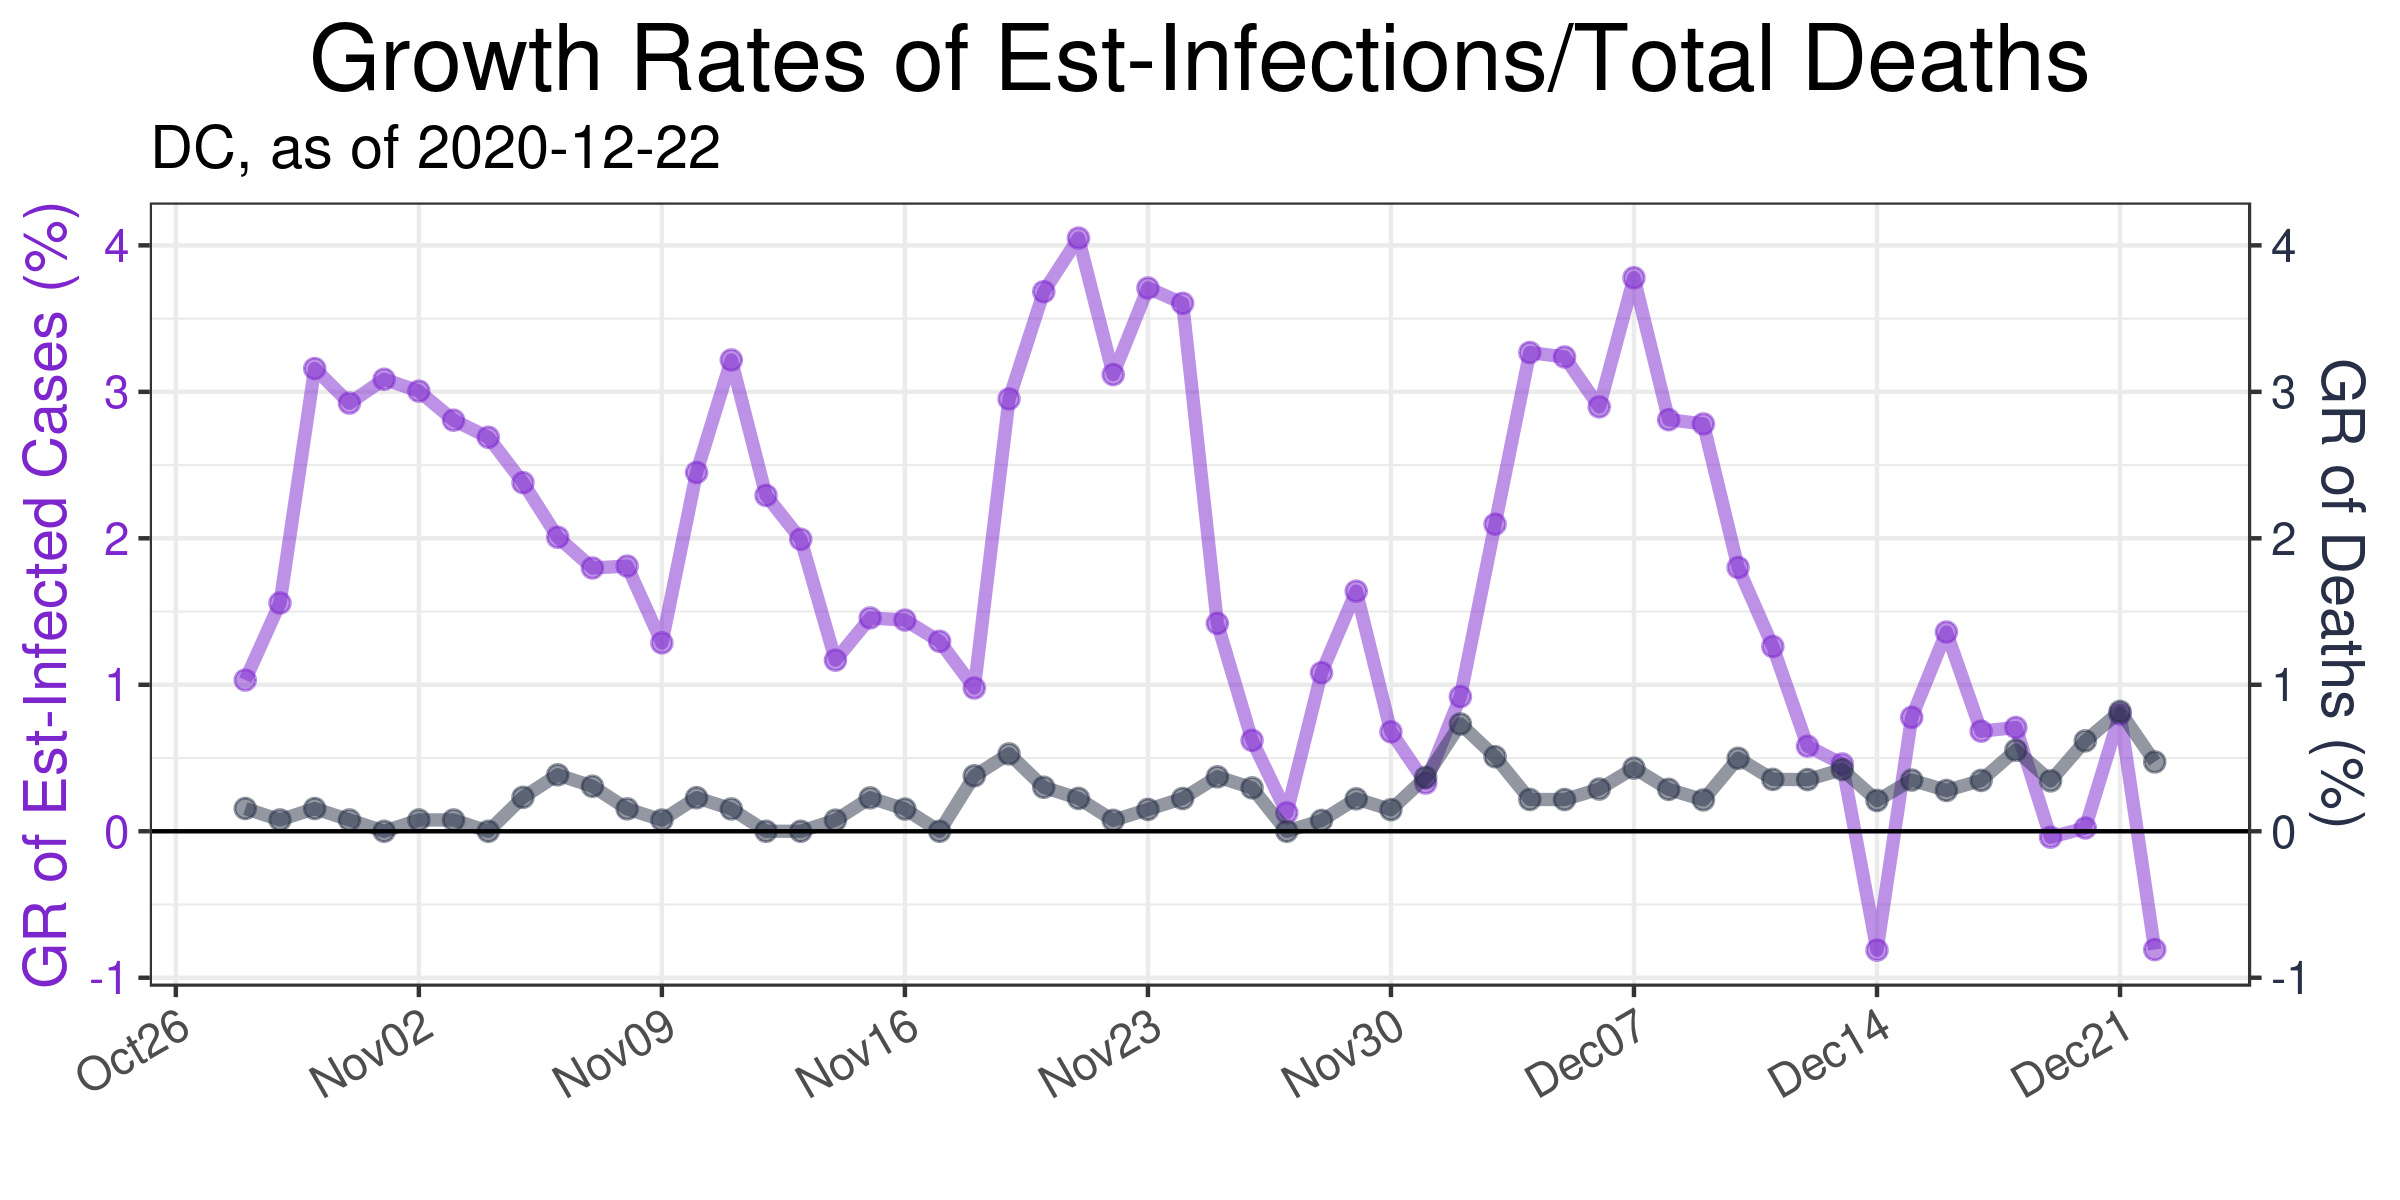 Growth Rates of Est-Infections/Total Deaths
DC, as of 2020-12-22
GR of Est-Infected Cases (%)
4
3
2
1
0
-1
4
3
2
1
0
-1
GR of Deaths (%)
Oct26 Nov02 Nov09 Nov16 Nov23 Nov30 Dec07 Dec14 Dec21